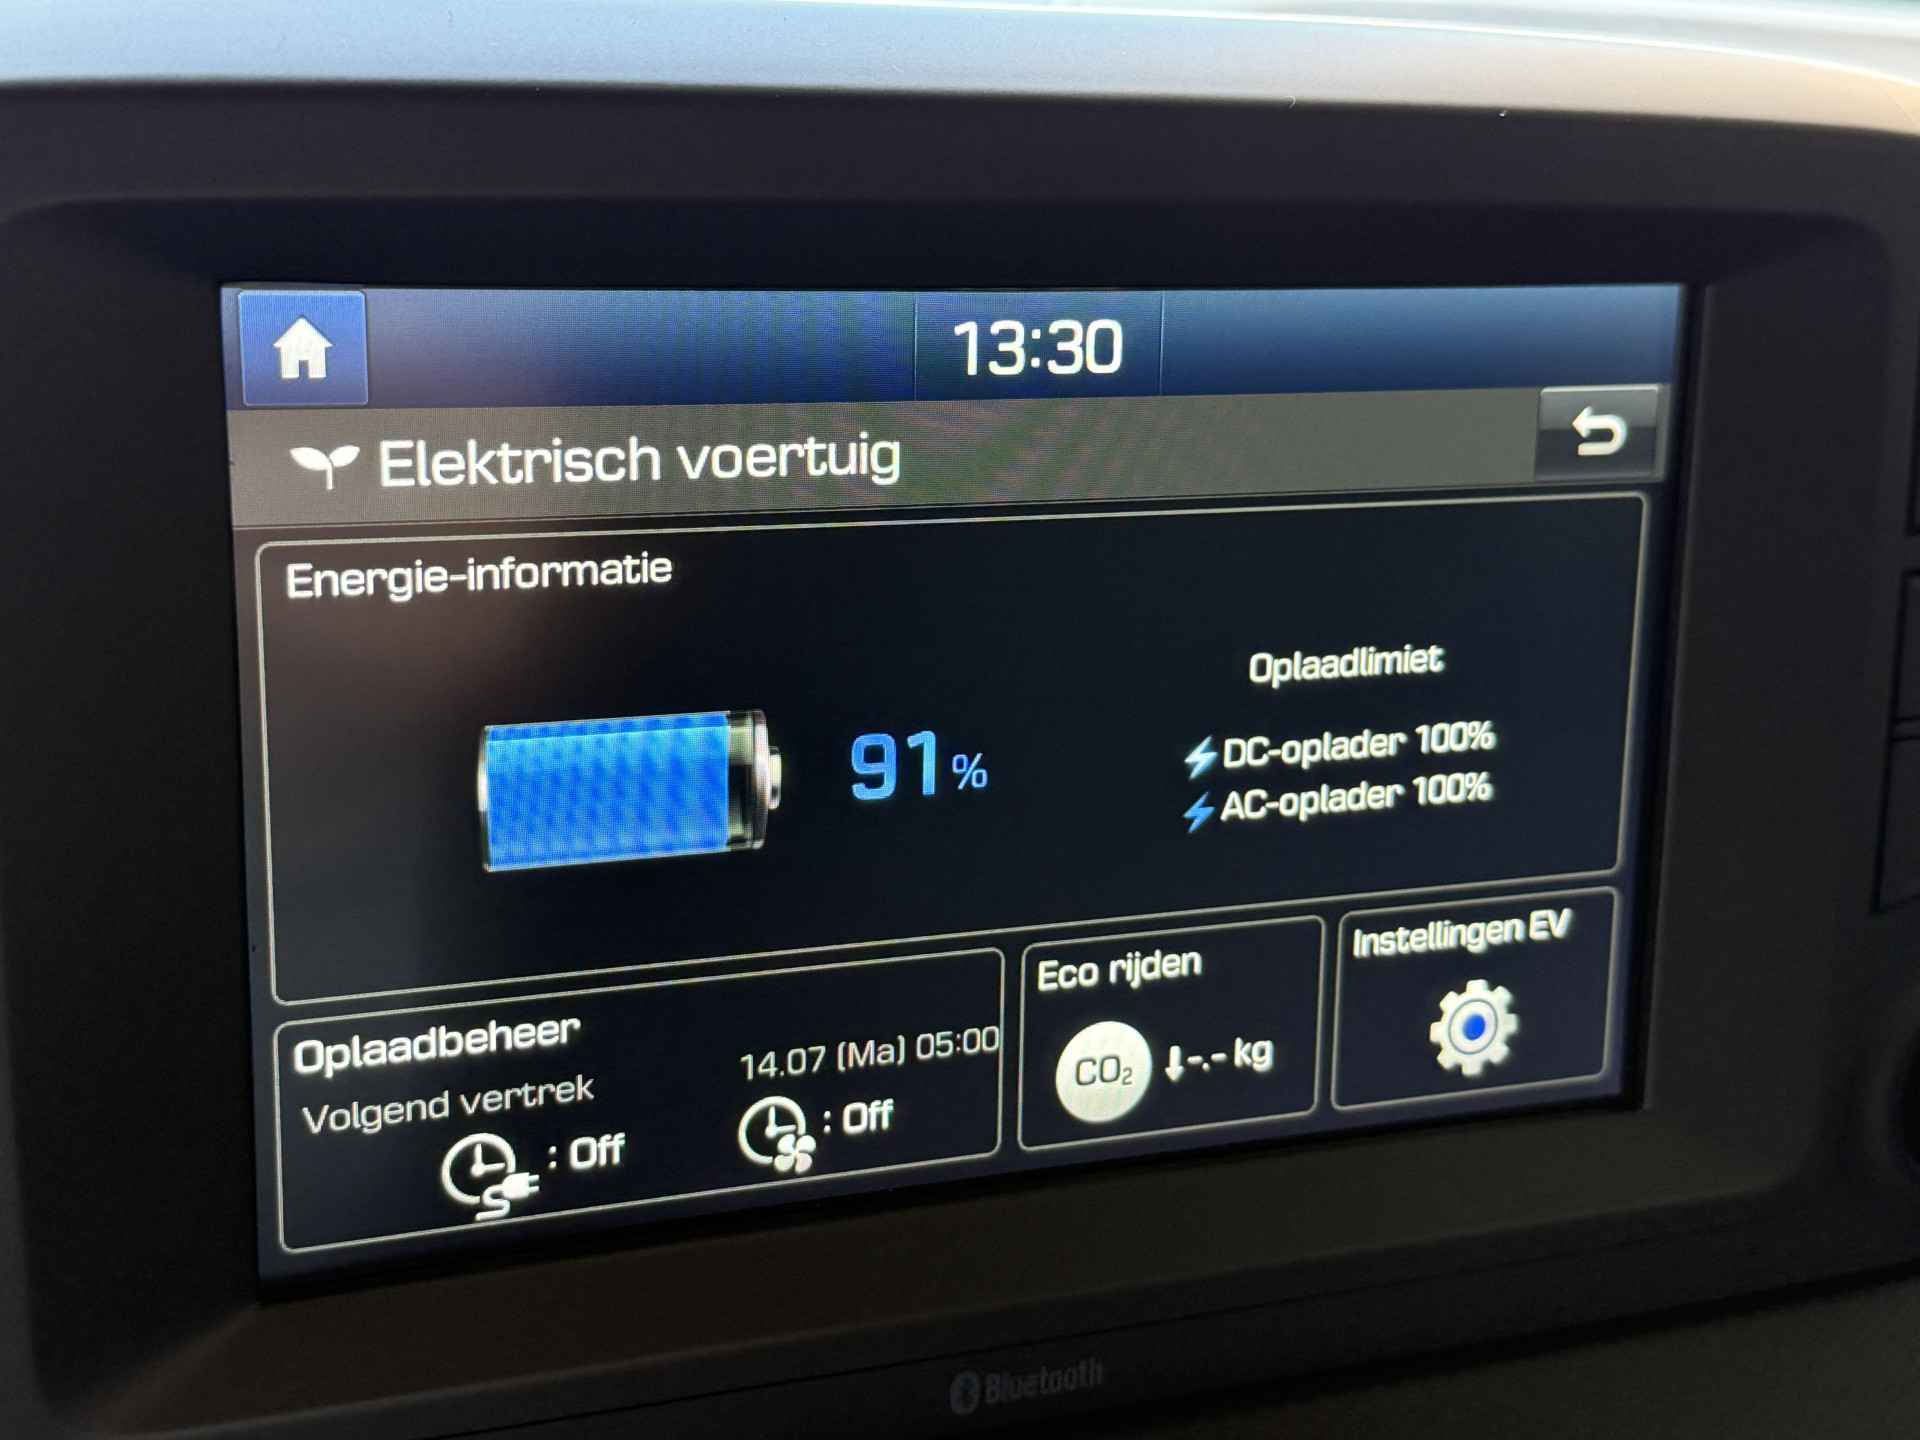 13:30
Elektrisch voertuig
Energie-informatie
Oplaadlimiet
91%
DC-oplader 100%
AC-oplader 100%
Oplaadbeheer
14.07 (Ma) 05:00
Volgend vertrek
: Off
: Off
Eco rijden
CO₂
-.- kg
Instellingen EV
Bluetooth